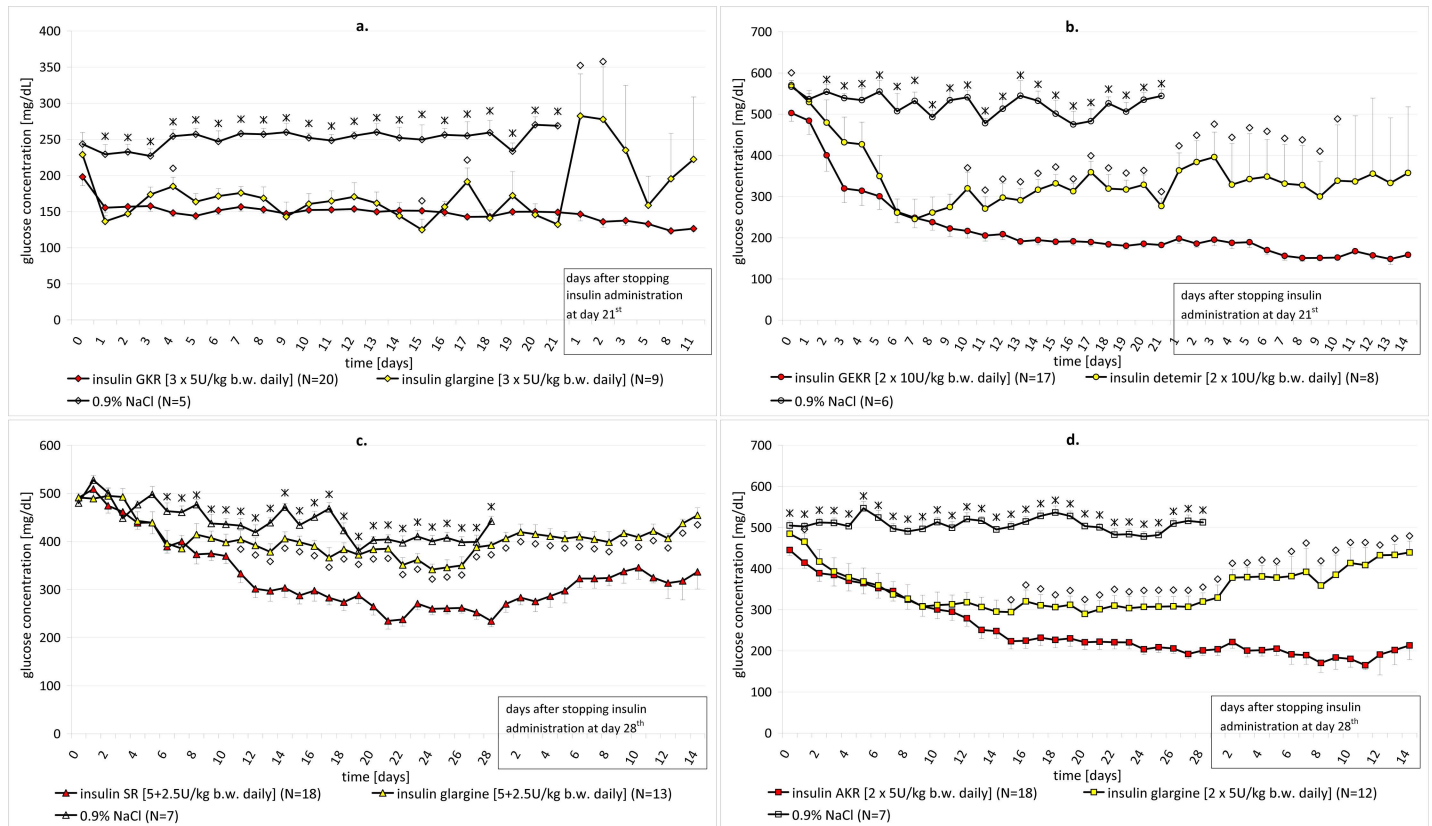 a.
glucose concentration [mg/dL]
400
350
300
250
200
150
100
50
0
0 1 2 3 4 5 6 7 8 9 10 11 12 13 14 15 16 17 18 19 20 21 1 2 3 5 8 11
days after stopping
insulin administration
at day 21st
time [days]
insulin GKR [3 x 5U/kg b.w. daily] (N=20)
insulin glargine [3 x 5U/kg b.w. daily] (N=9)
0.9% NaCl (N=5)
b.
glucose concentration [mg/dL]
700
600
500
400
300
200
100
0
0 1 2 3 4 5 6 7 8 9 10 11 12 13 14 15 16 17 18 19 20 21 1 2 3 4 5 6 7 8 9 10 11 12 13 14
days after stopping insulin
administration at day 21st
time [days]
insulin GEKR [2 x 10U/kg b.w. daily] (N=17)
insulin detemir [2 x 10U/kg b.w. daily] (N=8)
0.9% NaCl (N=6)
c.
glucose concentration [mg/dL]
600
500
400
300
200
100
0
0 2 4 6 8 10 12 14 16 18 20 22 24 26 28 2 4 6 8 10 12 14
days after stopping insulin
administration at day 28th
time [days]
insulin SR [5+2.5U/kg b.w. daily] (N=18)
insulin glargine [5+2.5U/kg b.w. daily] (N=13)
0.9% NaCl (N=7)
d.
glucose concentration [mg/dL]
700
600
500
400
300
200
100
0
0 2 4 6 8 10 12 14 16 18 20 22 24 26 28 2 4 6 8 10 12 14
days after stopping insulin
administration at day 28th
time [days]
insulin AKR [2 x 5U/kg b.w. daily] (N=18)
insulin glargine [2 x 5U/kg b.w. daily] (N=12)
0.9% NaCl (N=7)